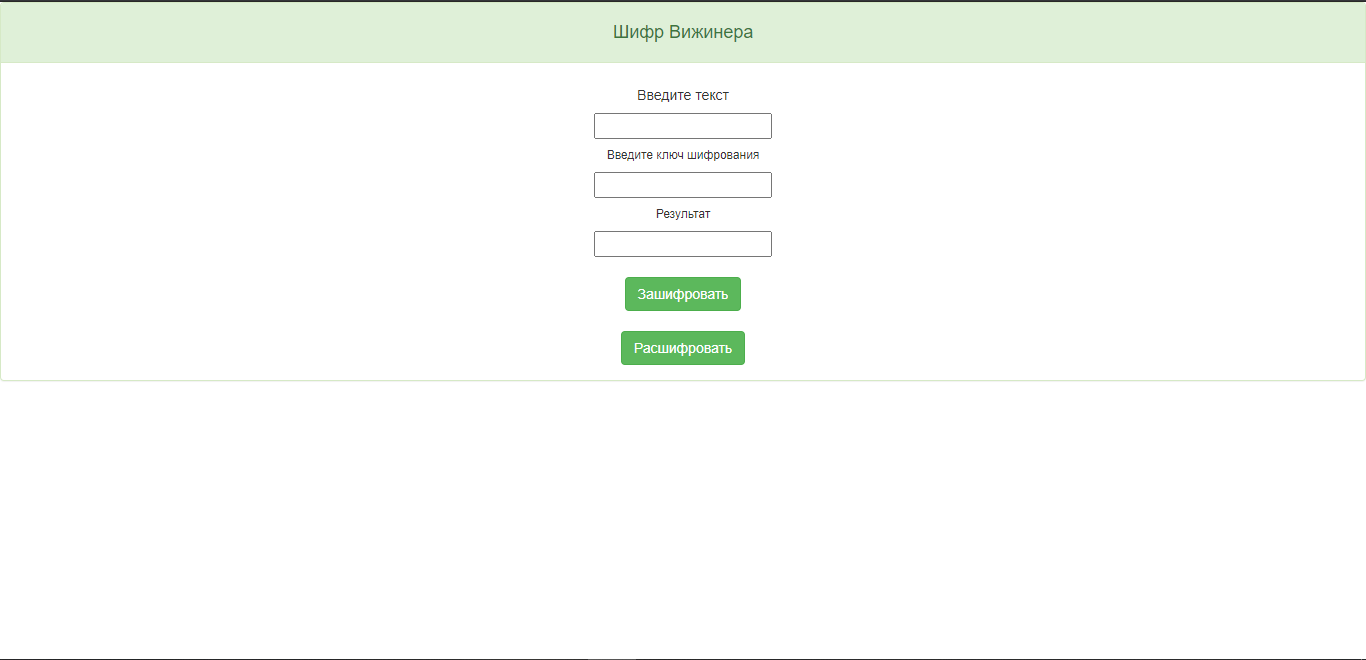 Шифр Вижинера
Введите текст
Введите ключ шифрования
Результат
Зашифровать
Расшифровать